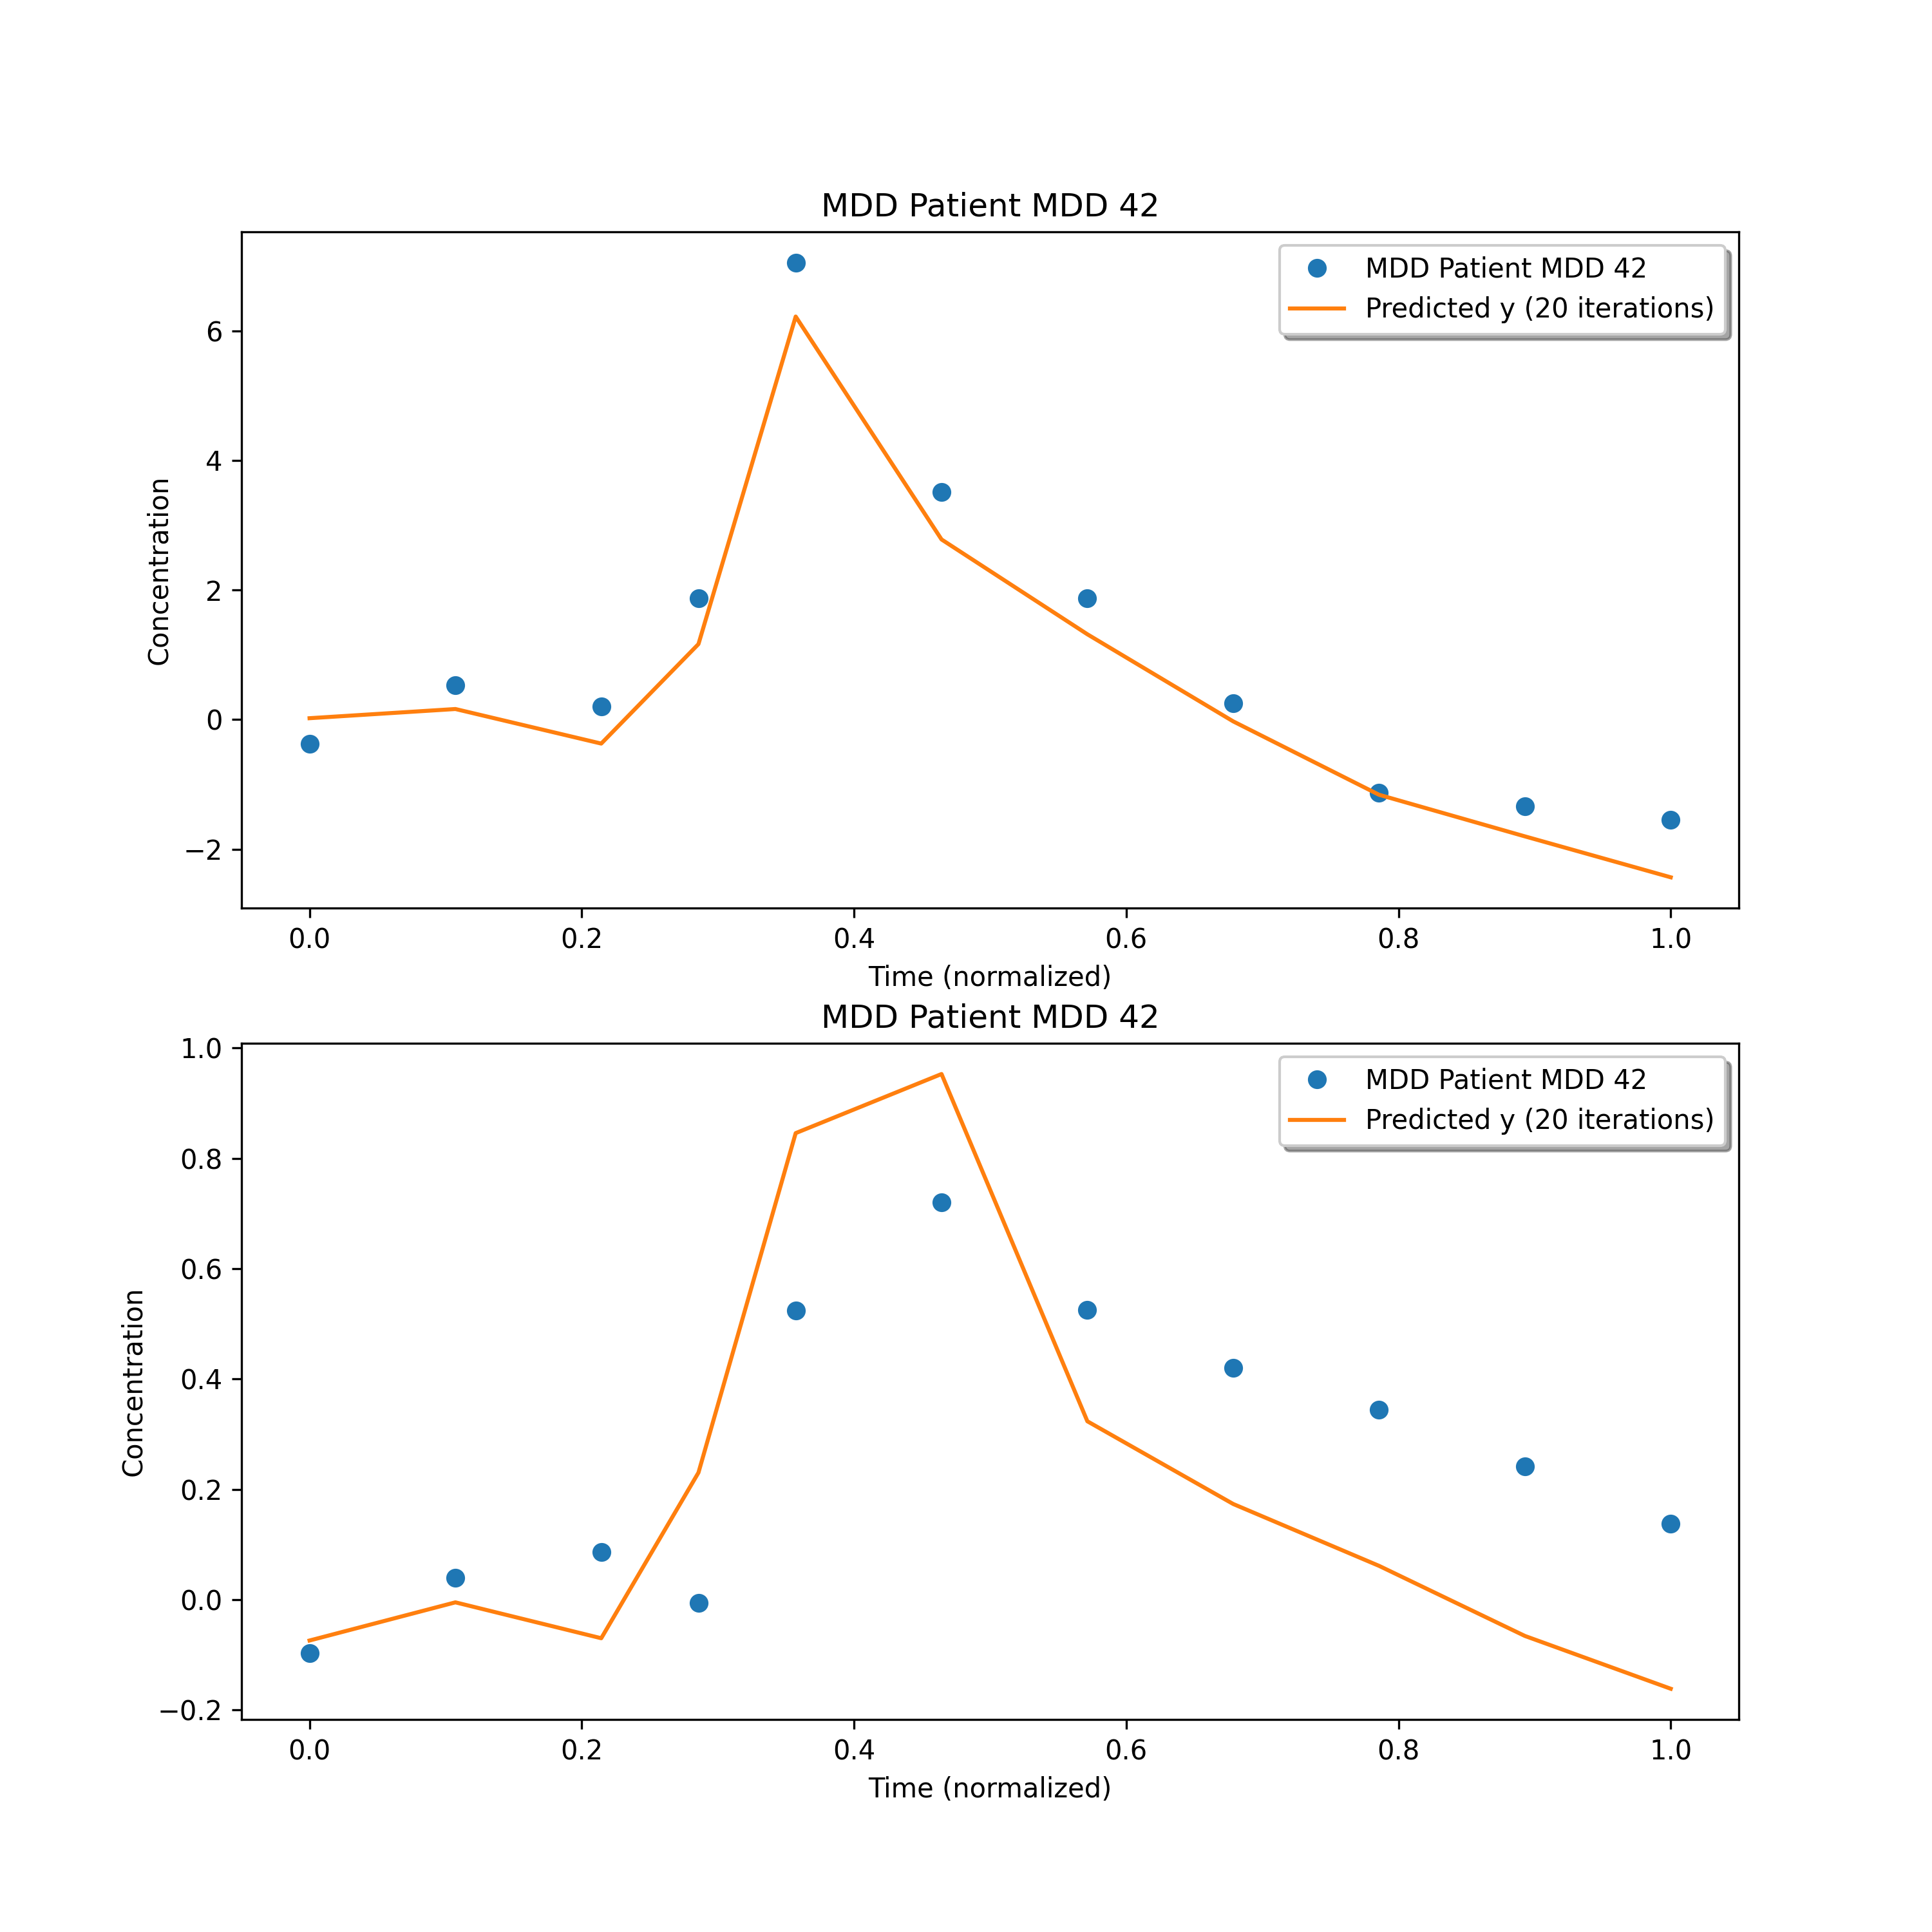 MDD Patient MDD 42
MDD Patient MDD 42
Predicted y (20 iterations)
Concentration
6
4
2
0
−2
0.0 0.2 0.4 0.6 0.8 1.0
Time (normalized)
MDD Patient MDD 42
MDD Patient MDD 42
Predicted y (20 iterations)
Concentration
1.0
0.8
0.6
0.4
0.2
0.0
−0.2
0.0 0.2 0.4 0.6 0.8 1.0
Time (normalized)